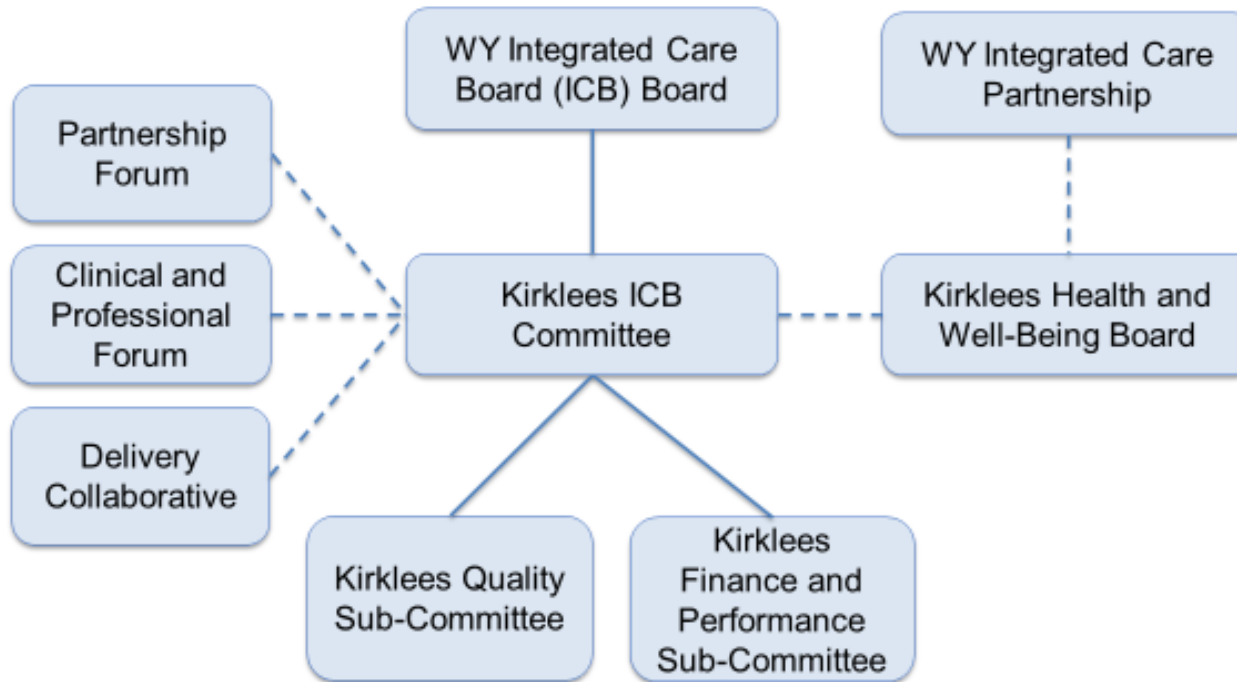 WY Integrated Care
Board (ICB) Board
WY Integrated Care
Partnership
Partnership
Forum
Clinical and
Professional
Forum
Kirklees ICB
Committee
Kirklees Health and
Well-Being Board
Delivery
Collaborative
Kirklees Quality
Sub-Committee
Kirklees
Finance and
Performance
Sub-Committee